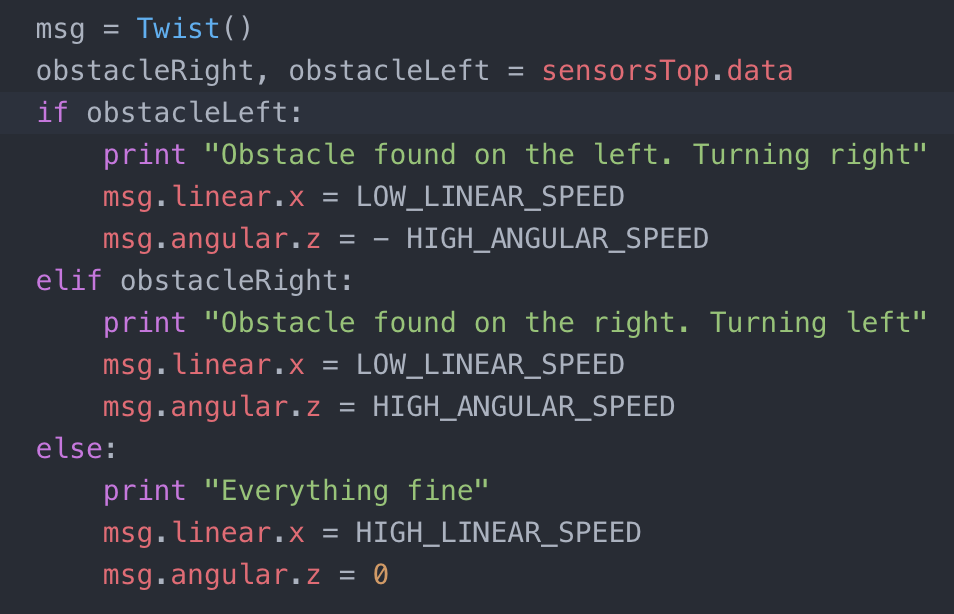 msg = Twist()
obstacleRight, obstacleLeft = sensorsTop.data
if obstacleLeft:
    print "Obstacle found on the left. Turning right"
    msg.linear.x = LOW_LINEAR_SPEED
    msg.angular.z = - HIGH_ANGULAR_SPEED
elif obstacleRight:
    print "Obstacle found on the right. Turning left"
    msg.linear.x = LOW_LINEAR_SPEED
    msg.angular.z = HIGH_ANGULAR_SPEED
else:
    print "Everything fine"
    msg.linear.x = HIGH_LINEAR_SPEED
    msg.angular.z = 0